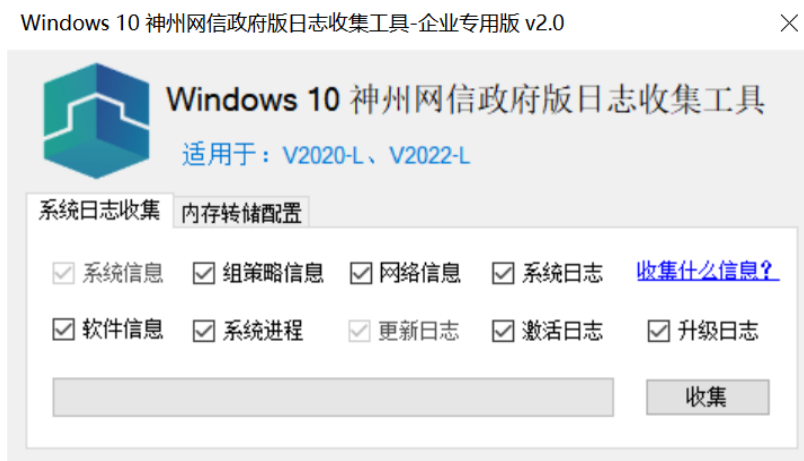 Windows 10 神州网信政府版日志收集工具-企业专用版 v2.0
Windows 10 神州网信政府版日志收集工具
适用于：V2020-L、V2022-L
系统日志收集 内存转储配置
系统信息 组策略信息 网络信息 系统日志 收集什么信息？
软件信息 系统进程 更新日志 激活日志 升级日志
收集